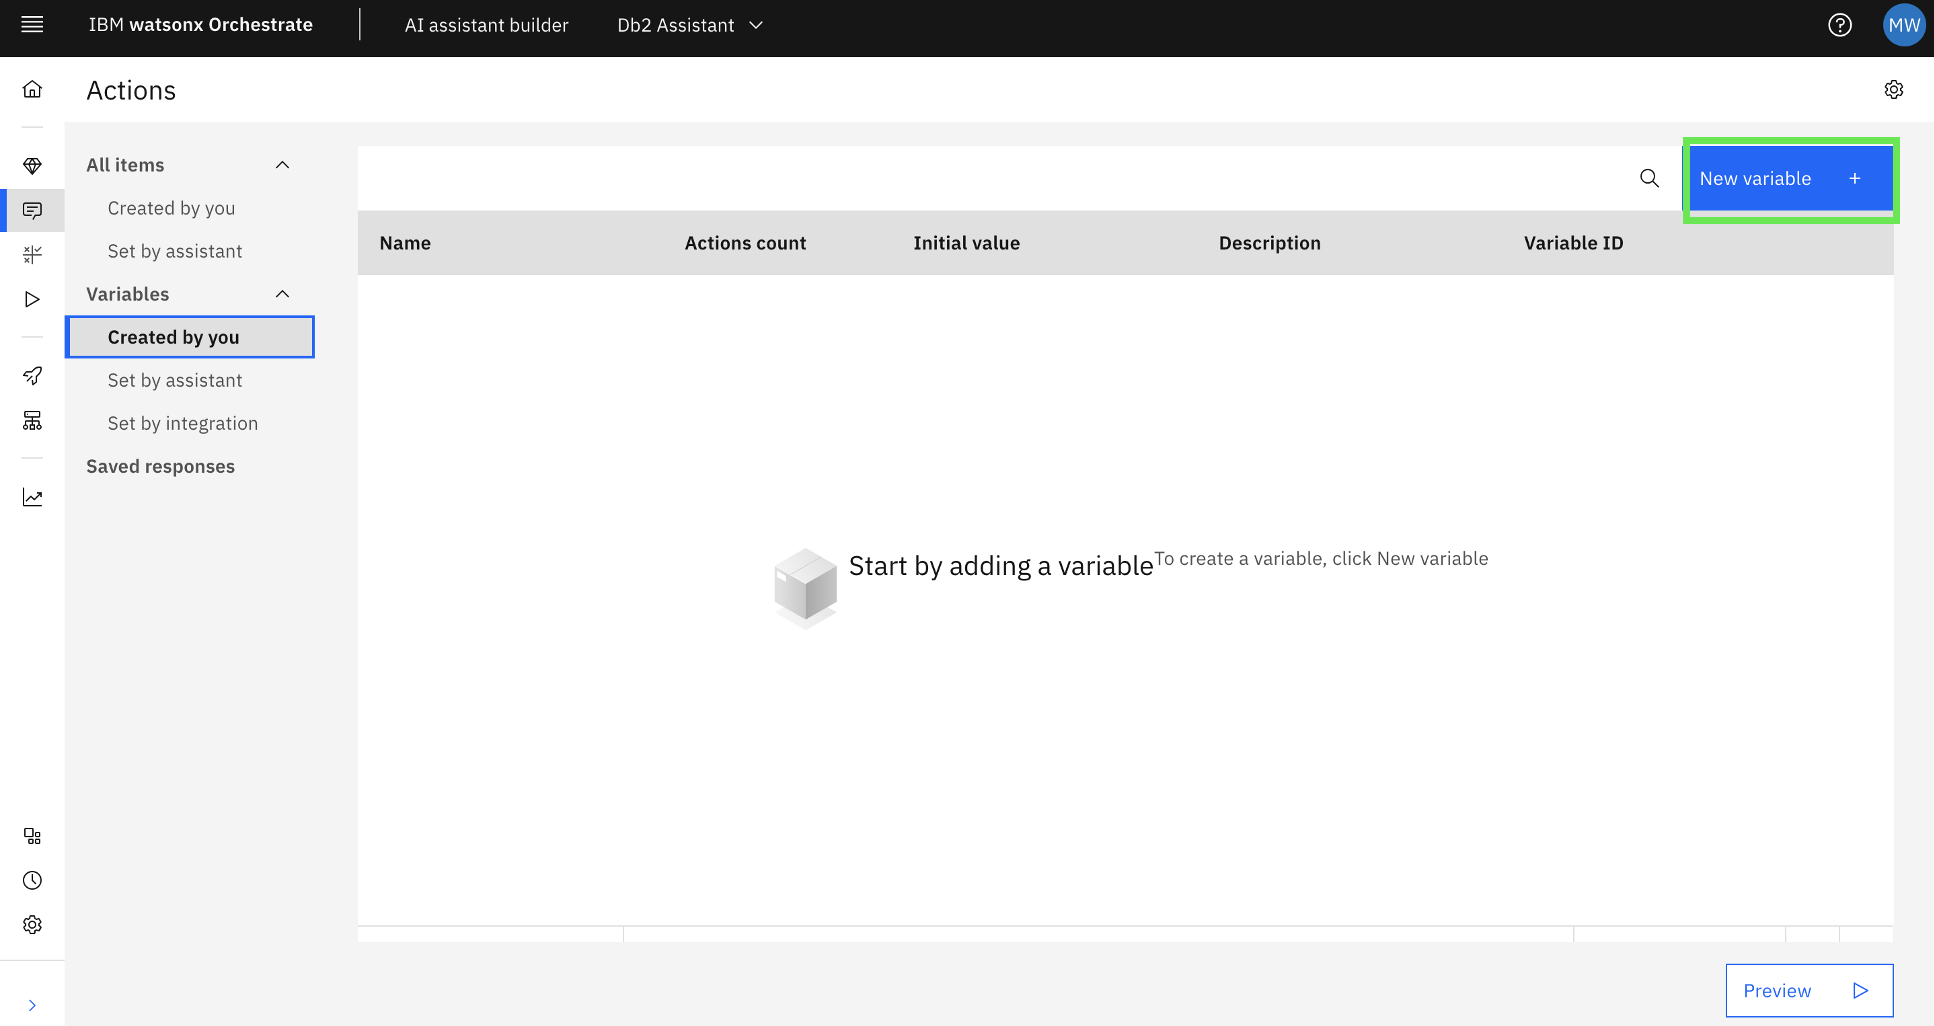 IBM watsonx Orchestrate
AI assistant builder
Db2 Assistant
MW
Actions
All items
Created by you
Set by assistant
Variables
Created by you
Set by assistant
Set by integration
Saved responses
New variable +
Name Actions count Initial value Description Variable ID
Start by adding a variable To create a variable, click New variable
Preview